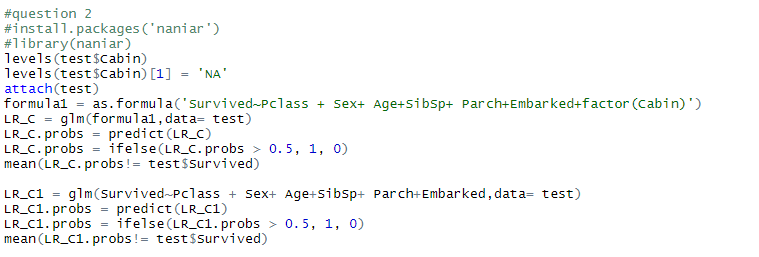 #question 2
#install.packages('naniar')
#library(naniar)
levels(test$Cabin)
levels(test$Cabin)[1] = 'NA'
attach(test)
formula1 = as.formula('Survived~Pclass + Sex+ Age+SibSp+ Parch+Embarked+factor(Cabin)')
LR_C = glm(formula1,data= test)
LR_C.probs = predict(LR_C)
LR_C.probs = ifelse(LR_C.probs > 0.5, 1, 0)
mean(LR_C.probs!= test$Survived)
LR_C1 = glm(Survived~Pclass + Sex+ Age+SibSp+ Parch+Embarked,data= test)
LR_C1.probs = predict(LR_C1)
LR_C1.probs = ifelse(LR_C1.probs > 0.5, 1, 0)
mean(LR_C1.probs!= test$Survived)